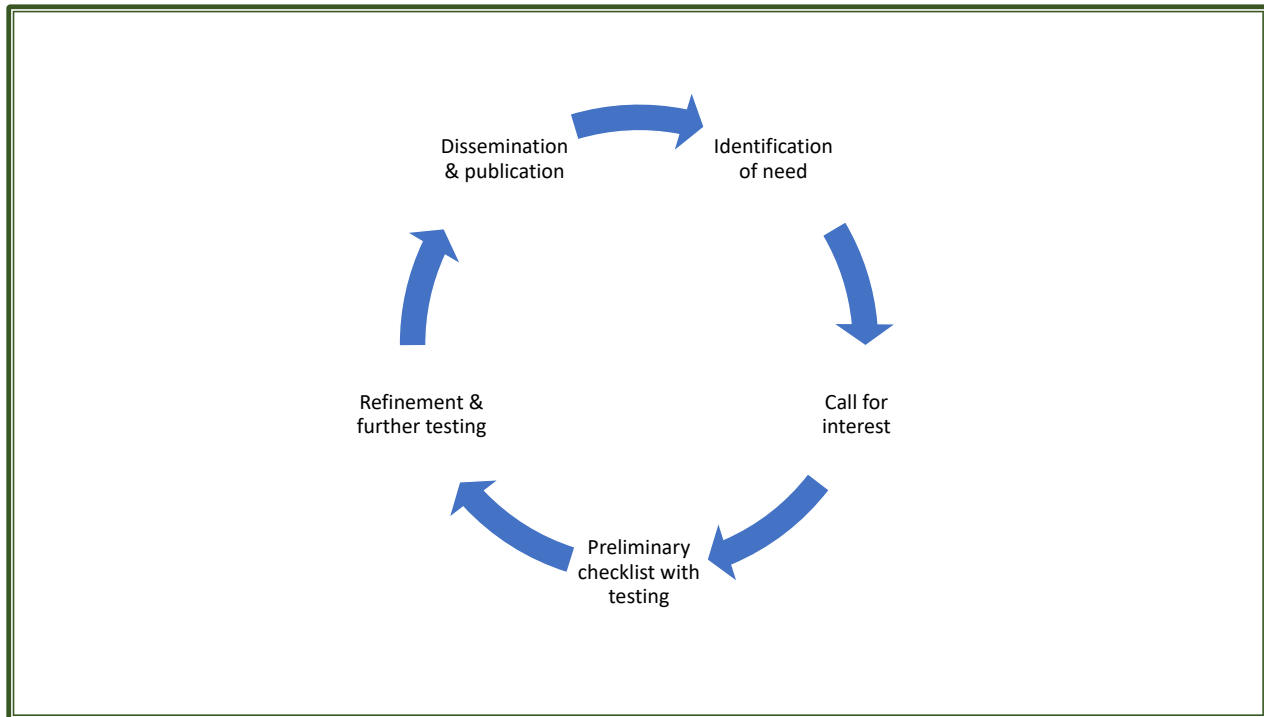 Dissemination
& publication
Identification
of need
Call for
interest
Preliminary
checklist with
testing
Refinement &
further testing